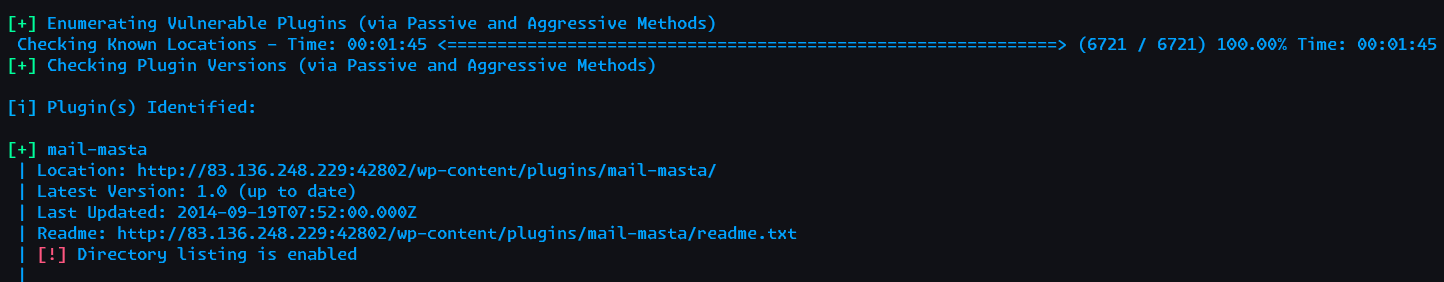 [+] Enumerating Vulnerable Plugins (via Passive and Aggressive Methods)
Checking Known Locations - Time: 00:01:45 <=============================================================> (6721 / 6721) 100.00% Time: 00:01:45
[+] Checking Plugin Versions (via Passive and Aggressive Methods)
[i] Plugin(s) Identified:
[+] mail-masta
| Location: http://83.136.248.229:42802/wp-content/plugins/mail-masta/
| Latest Version: 1.0 (up to date)
| Last Updated: 2014-09-19T07:52:00.000Z
| Readme: http://83.136.248.229:42802/wp-content/plugins/mail-masta/readme.txt
| [!] Directory listing is enabled
|